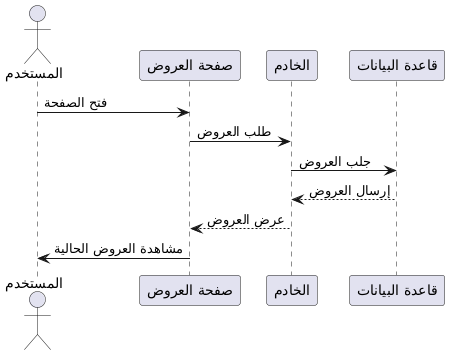 المستخدم
صفحة العروض
الخادم
قاعدة البيانات
فتح الصفحة
طلب العروض
جلب العروض
إرسال العروض
عرض العروض
مشاهدة العروض الحالية
المستخدم
صفحة العروض
الخادم
قاعدة البيانات